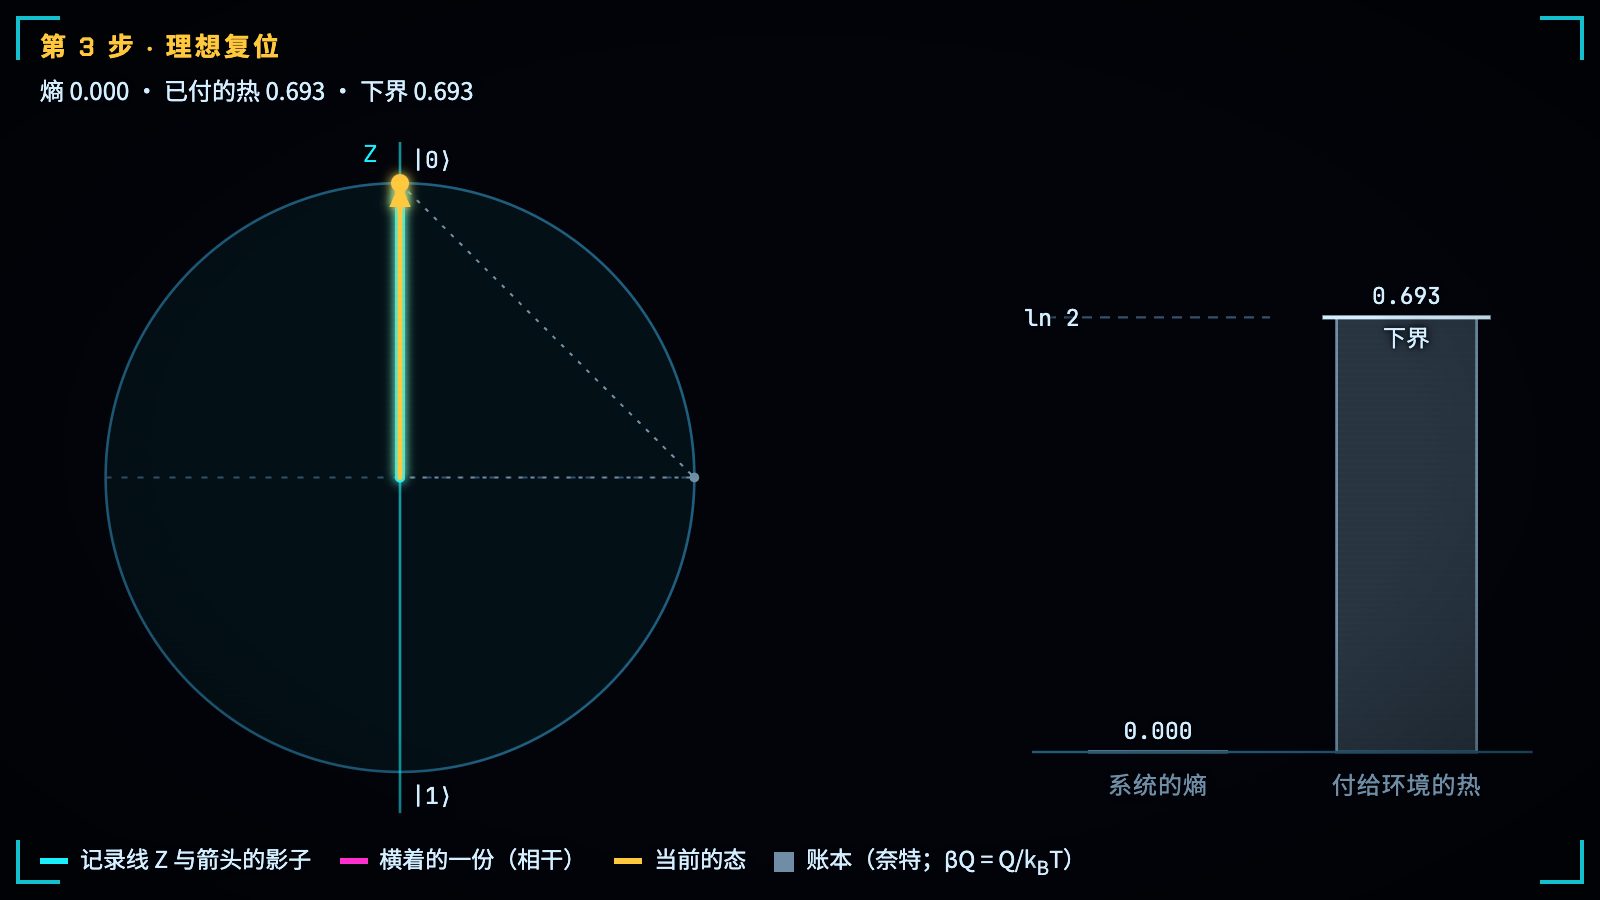 第 3 步 · 理想复位
熵 0.000 • 已付的热 0.693 • 下界 0.693
Z
|0⟩
|1⟩
ln 2
0.693
下界
0.000
系统的熵
付给环境的热
记录线 Z 与箭头的影子
横着的一份（相干）
当前的态
账本（奈特；βQ = Q/k_BT）